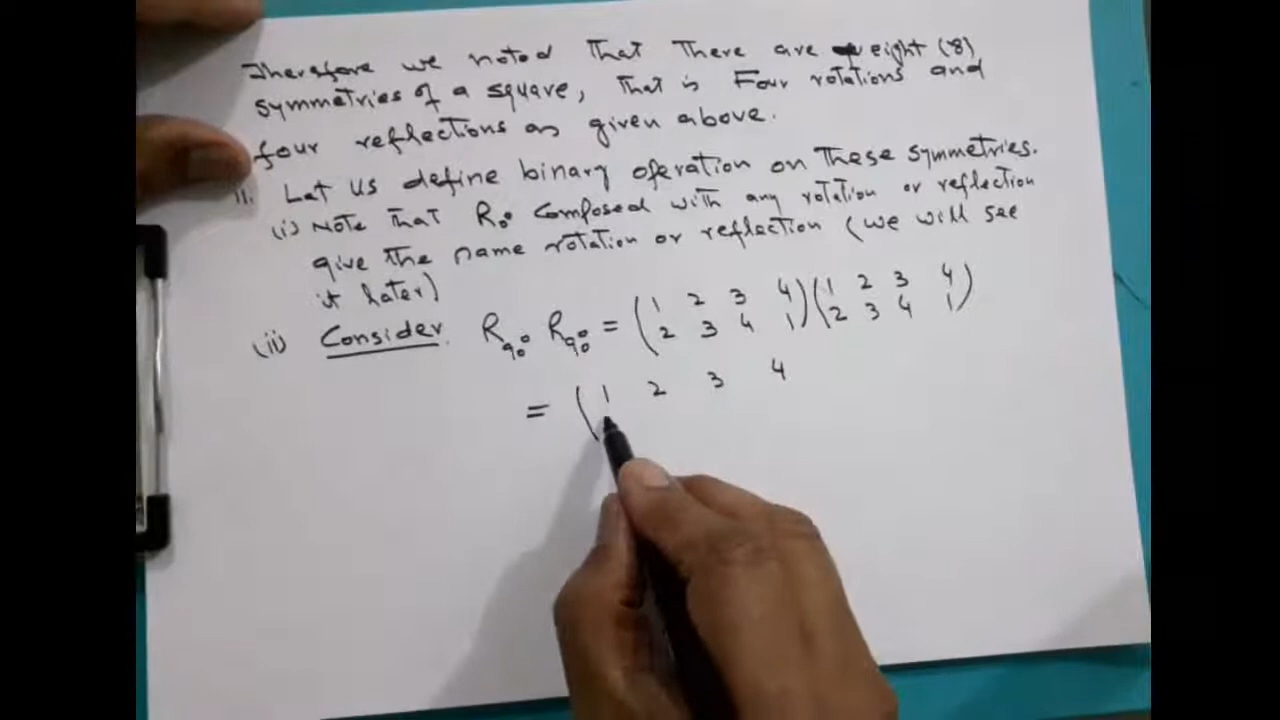 Therefore we noted that there are eight (8)
symmetries of a square, that is Four rotations and
four reflections as given above.
II. Let us define binary operation on these symmetries.
(i) Note that R₀° composed with any rotation or reflection
give the name rotation or reflection (we will see
it later)
(ii) Consider. R₉₀° R₉₀° = (1 2 3 4)(1 2 3 4)
2 3 4 1 2 3 4 1
= (1 2 3 4